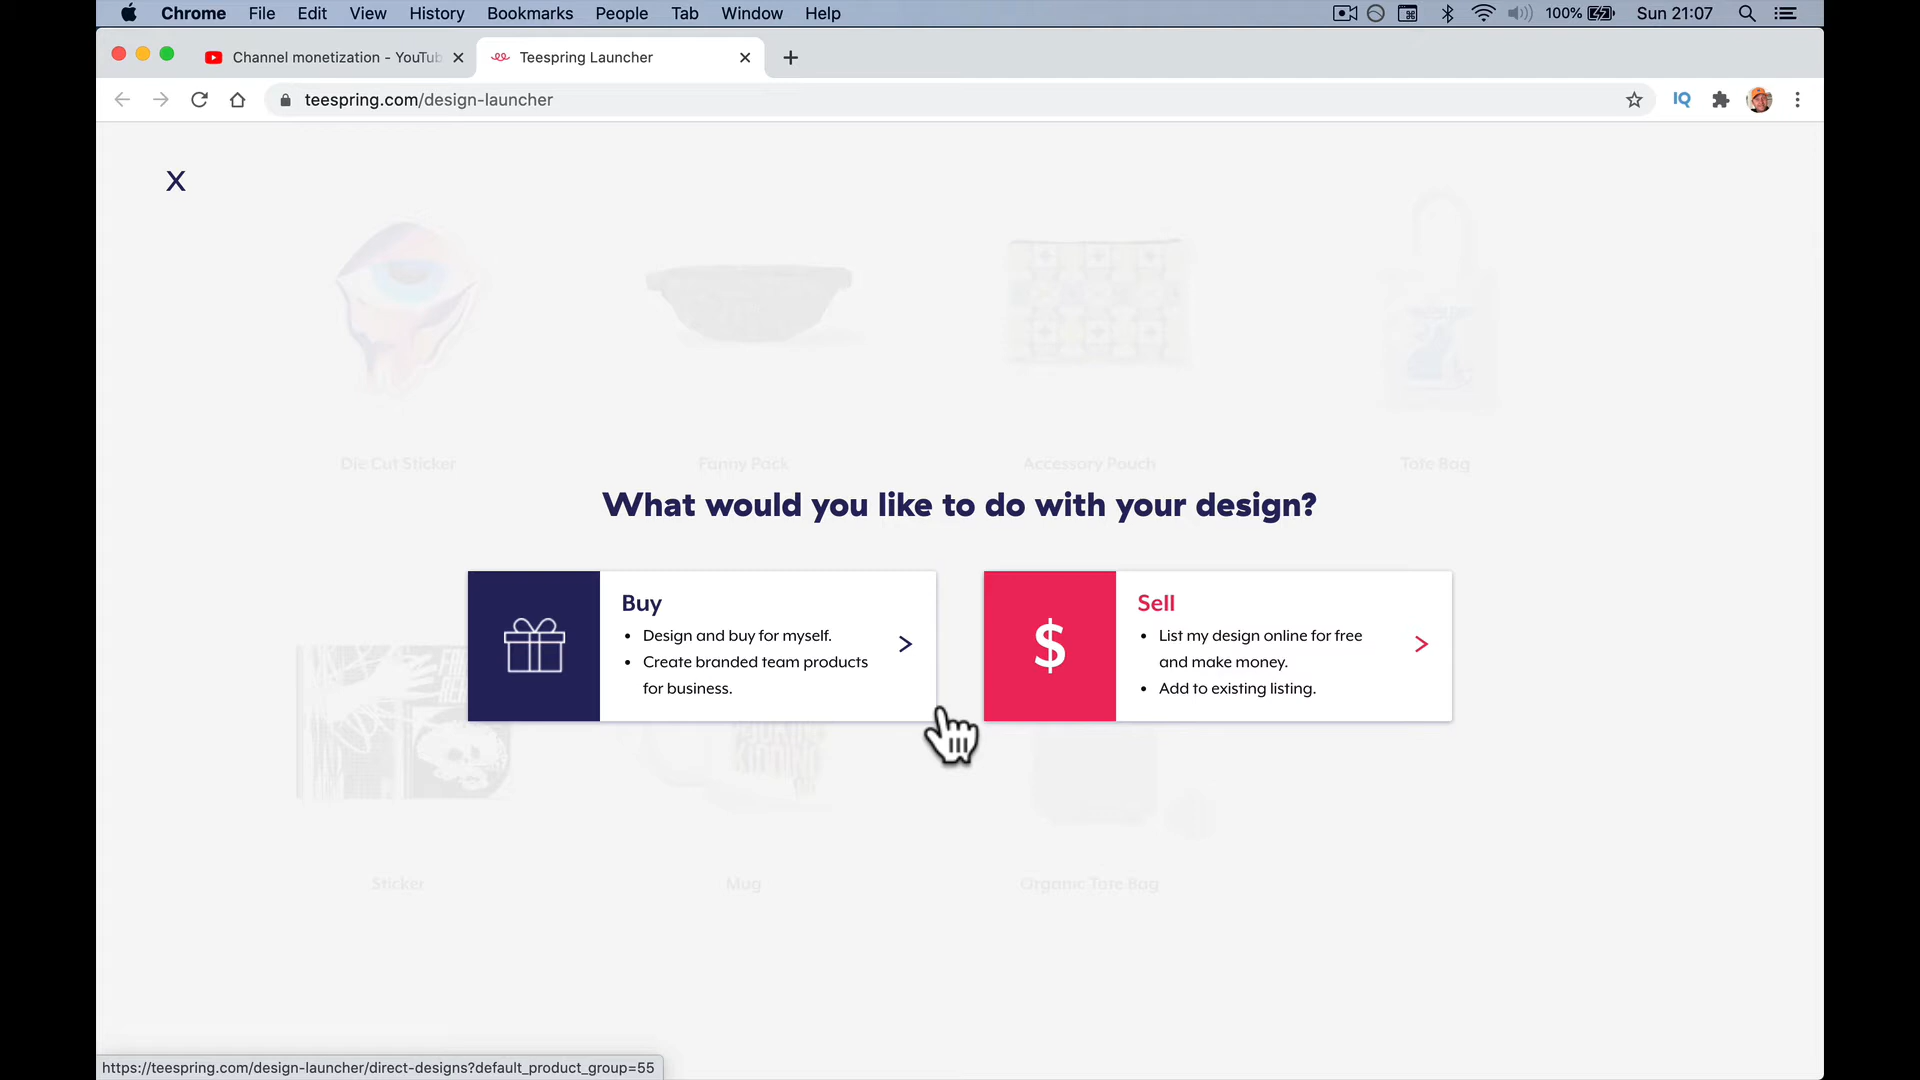 Chrome File Edit View History Bookmarks People Tab Window Help 100% Sun 21:07
Channel monetization - YouTub Teespring Launcher
teespring.com/design-launcher IQ
X
Die Cut Sticker Fanny Pack Accessory Pouch Tote Bag
What would you like to do with your design?
Buy
• Design and buy for myself.
• Create branded team products
for business.
Sell
• List my design online for free
and make money.
• Add to existing listing.
$
Sticker Mug Organic Tote Bag
https://teespring.com/design-launcher/direct-designs?default_product_group=55